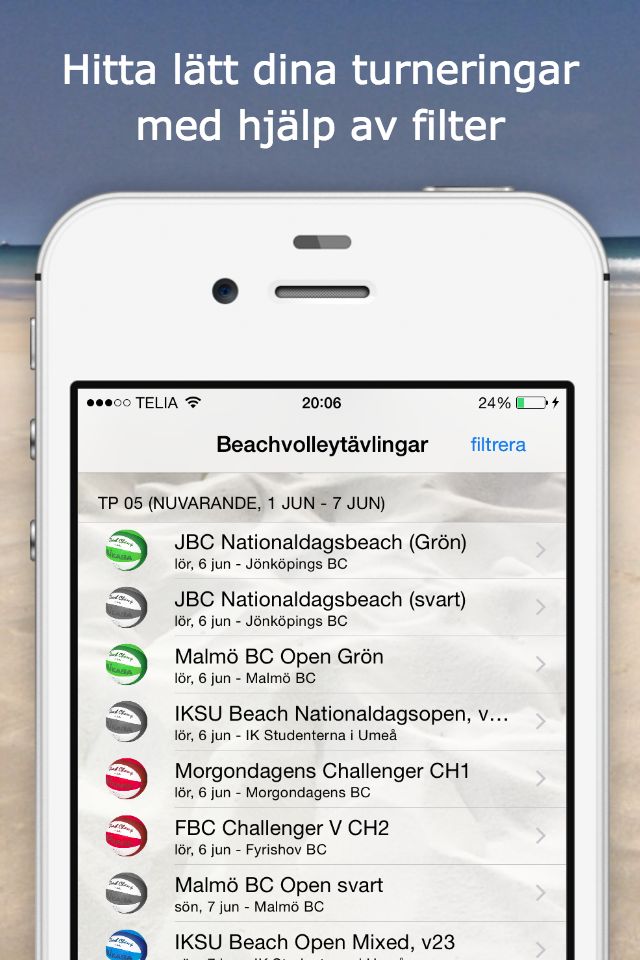 Hitta lätt dina turneringar
med hjälp av filter
TELIA 20:06 24%
Beachvolleytävlingar filtrera
TP 05 (NUVARANDE, 1 JUN - 7 JUN)
JBC Nationaldagsbeach (Grön)
lör, 6 jun - Jönköpings BC
JBC Nationaldagsbeach (svart)
lör, 6 jun - Jönköpings BC
Malmö BC Open Grön
lör, 6 jun - Malmö BC
IKSU Beach Nationaldagsopen, v...
lör, 6 jun - IK Studenterna i Umeå
Morgondagens Challenger CH1
lör, 6 jun - Morgondagens BC
FBC Challenger V CH2
lör, 6 jun - Fyrishov BC
Malmö BC Open svart
sön, 7 jun - Malmö BC
IKSU Beach Open Mixed, v23